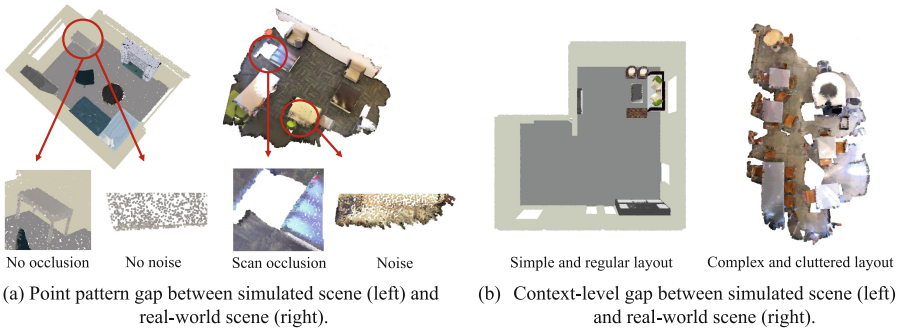 No occlusion
No noise
Scan occlusion
Noise
Simple and regular layout
Complex and cluttered layout
(a) Point pattern gap between simulated scene (left) and
real-world scene (right).
(b) Context-level gap between simulated scene (left)
and real-world scene (right).